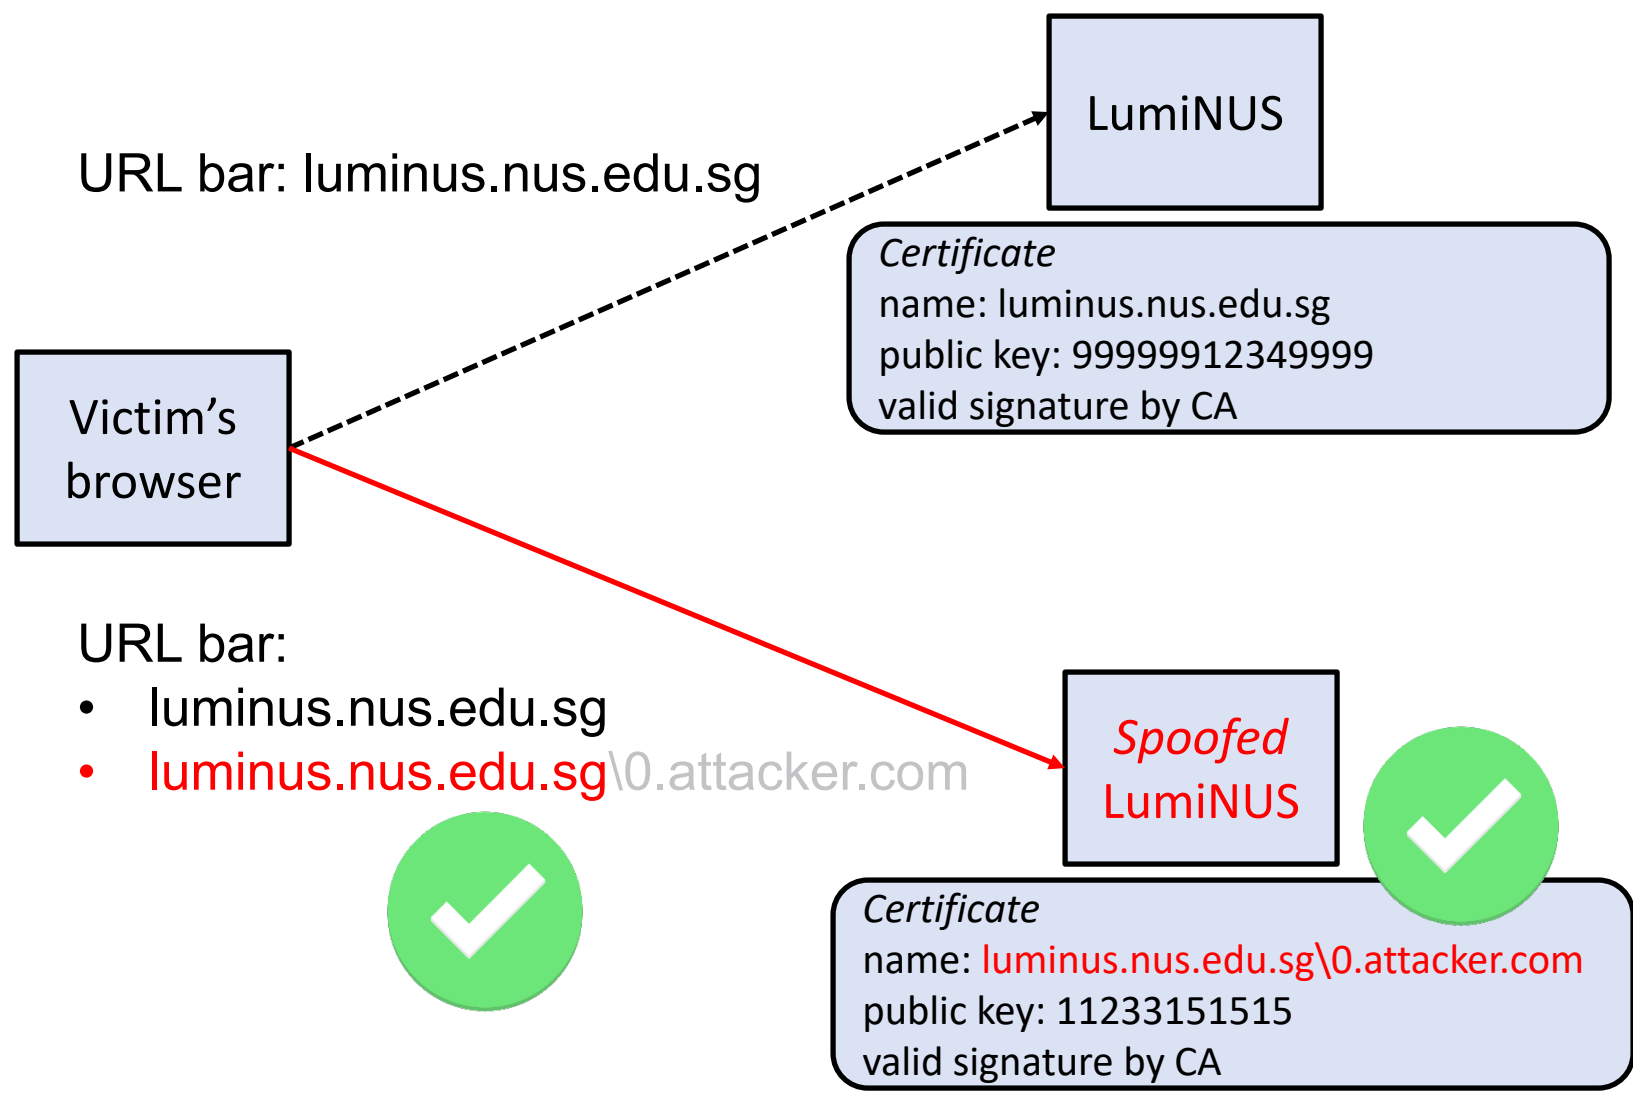 LumiNUS
URL bar: luminus.nus.edu.sg
Certificate
name: luminus.nus.edu.sg
public key: 99999912349999
valid signature by CA
Victim’s
browser
URL bar:
• luminus.nus.edu.sg
• luminus.nus.edu.sg\0.attacker.com
Spoofed
LumiNUS
Certificate
name: luminus.nus.edu.sg\0.attacker.com
public key: 11233151515
valid signature by CA